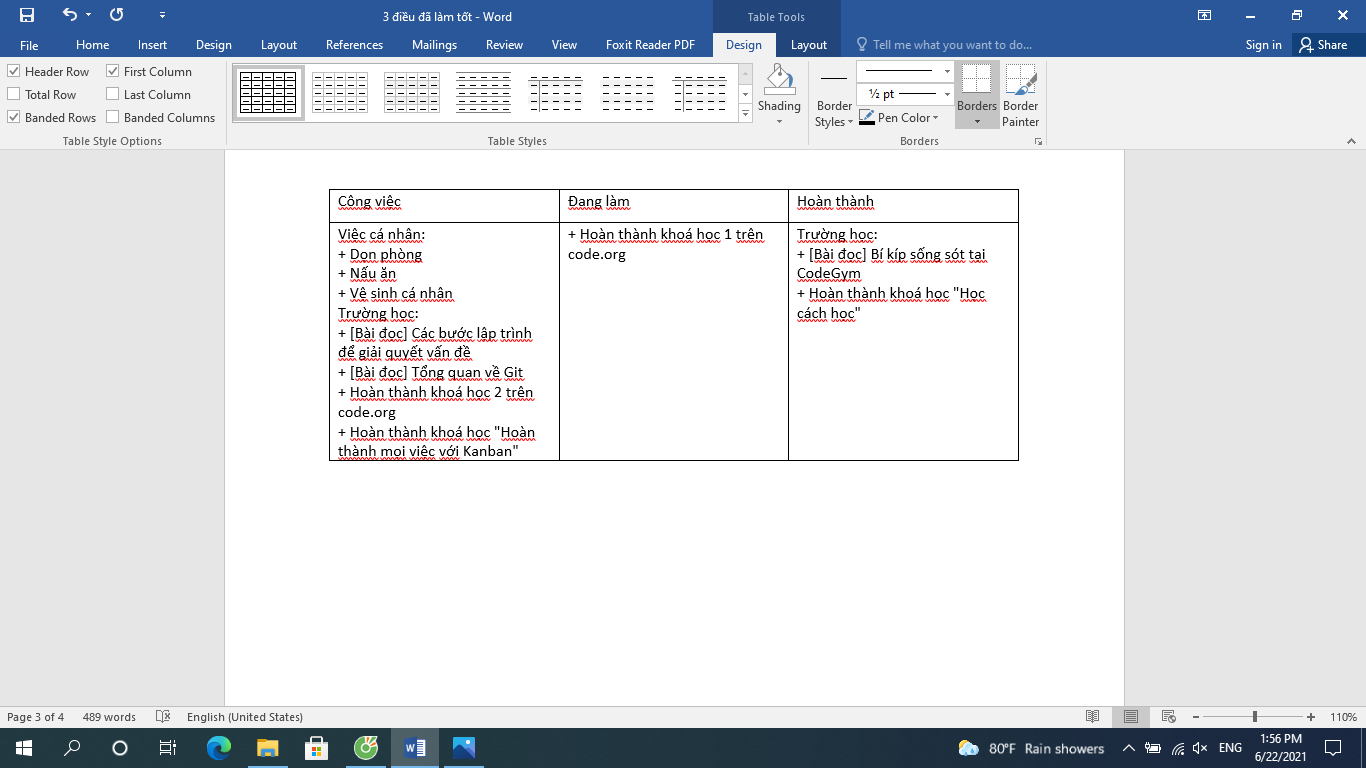 3 điều đã làm tốt - Word
Table Tools
File
Home
Insert
Design
Layout
References
Mailings
Review
View
Foxit Reader PDF
Design
Layout
Tell me what you want to do...
Sign in
Share
Header Row
First Column
Total Row
Last Column
Banded Rows
Banded Columns
Table Style Options
Table Styles
Shading
Border
Styles
½ pt
Pen Color
Borders
Border
Painter
Borders
Công việc
Đang làm
Hoàn thành
Việc cá nhân:
+ Dọn phòng
+ Nấu ăn
+ Vệ sinh cá nhân
Trường học:
+ [Bài đọc] Các bước lập trình
để giải quyết vấn đề
+ [Bài đọc] Tổng quan về Git
+ Hoàn thành khoá học 2 trên
code.org
+ Hoàn thành khoá học "Hoàn
thành mọi việc với Kanban"
+ Hoàn thành khoá học 1 trên
code.org
Trường học:
+ [Bài đọc] Bí kíp sống sót tại
CodeGym
+ Hoàn thành khoá học "Học
cách học"
Page 3 of 4
489 words
English (United States)
110%
80°F Rain showers
ENG
1:56 PM
6/22/2021